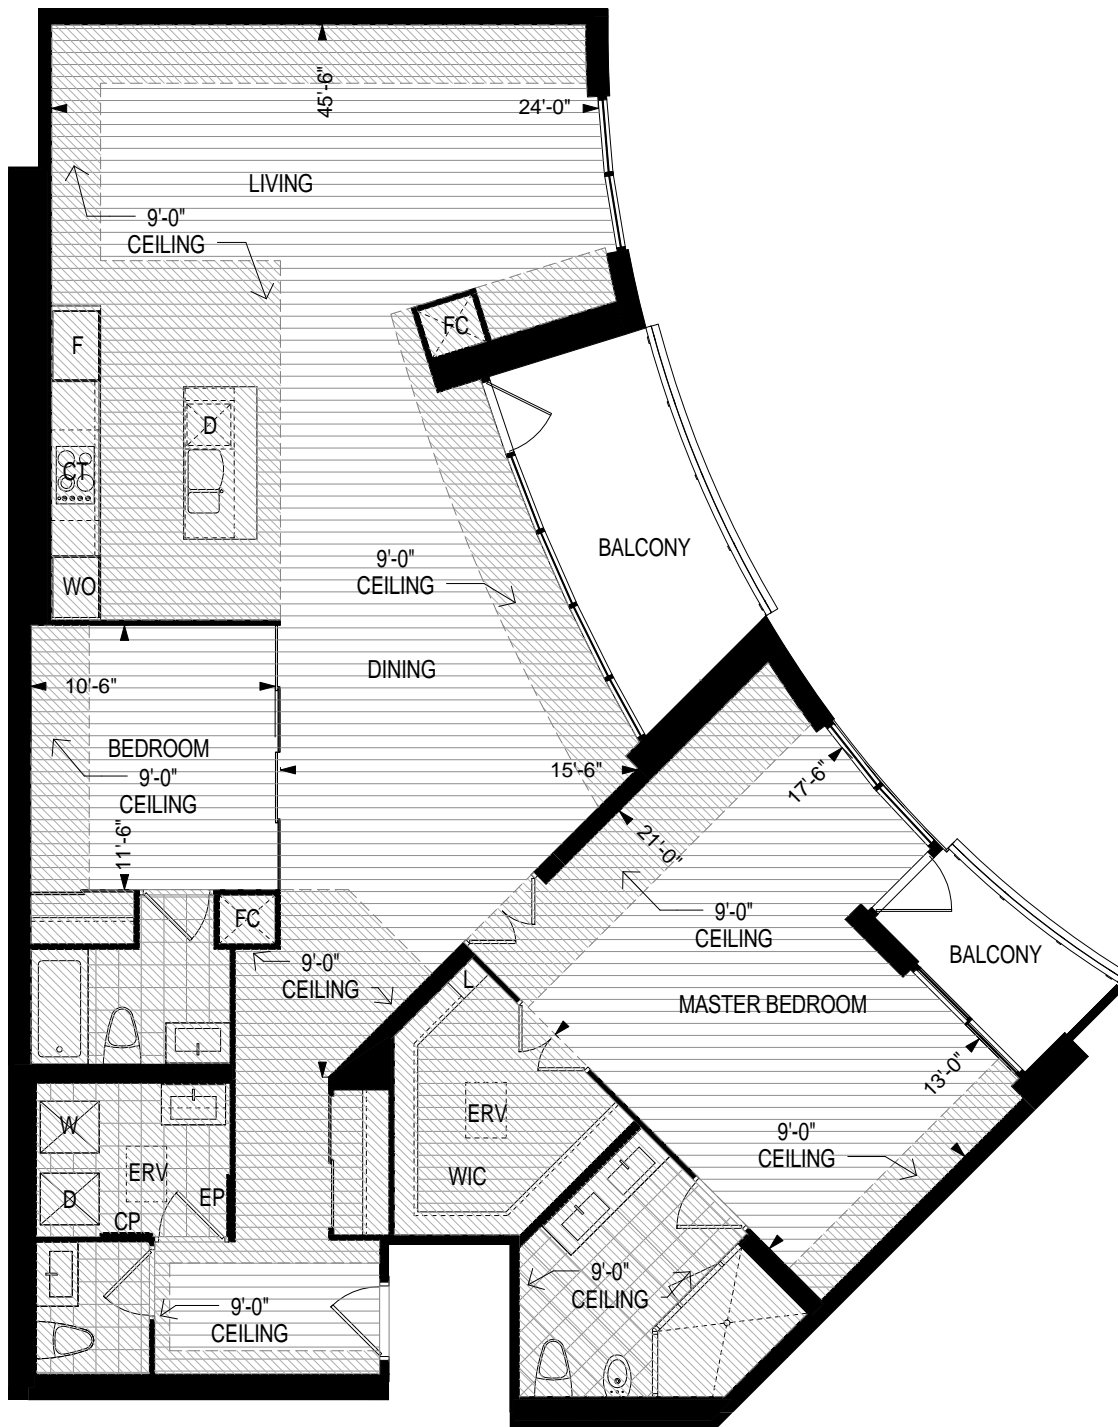 45'-6"
24'-0"
LIVING
9'-0"
CEILING
F
FC
D
CT
WO
BALCONY
9'-0"
CEILING
DINING
10'-6"
BEDROOM
9'-0"
CEILING
15'-6"
17'-6"
11'-6"
21'-0"
FC
9'-0"
CEILING
9'-0"
CEILING
BALCONY
L
MASTER BEDROOM
13'-0"
W
ERV
ERV
9'-0"
CEILING
D
EP
WIC
CP
9'-0"
CEILING
9'-0"
CEILING